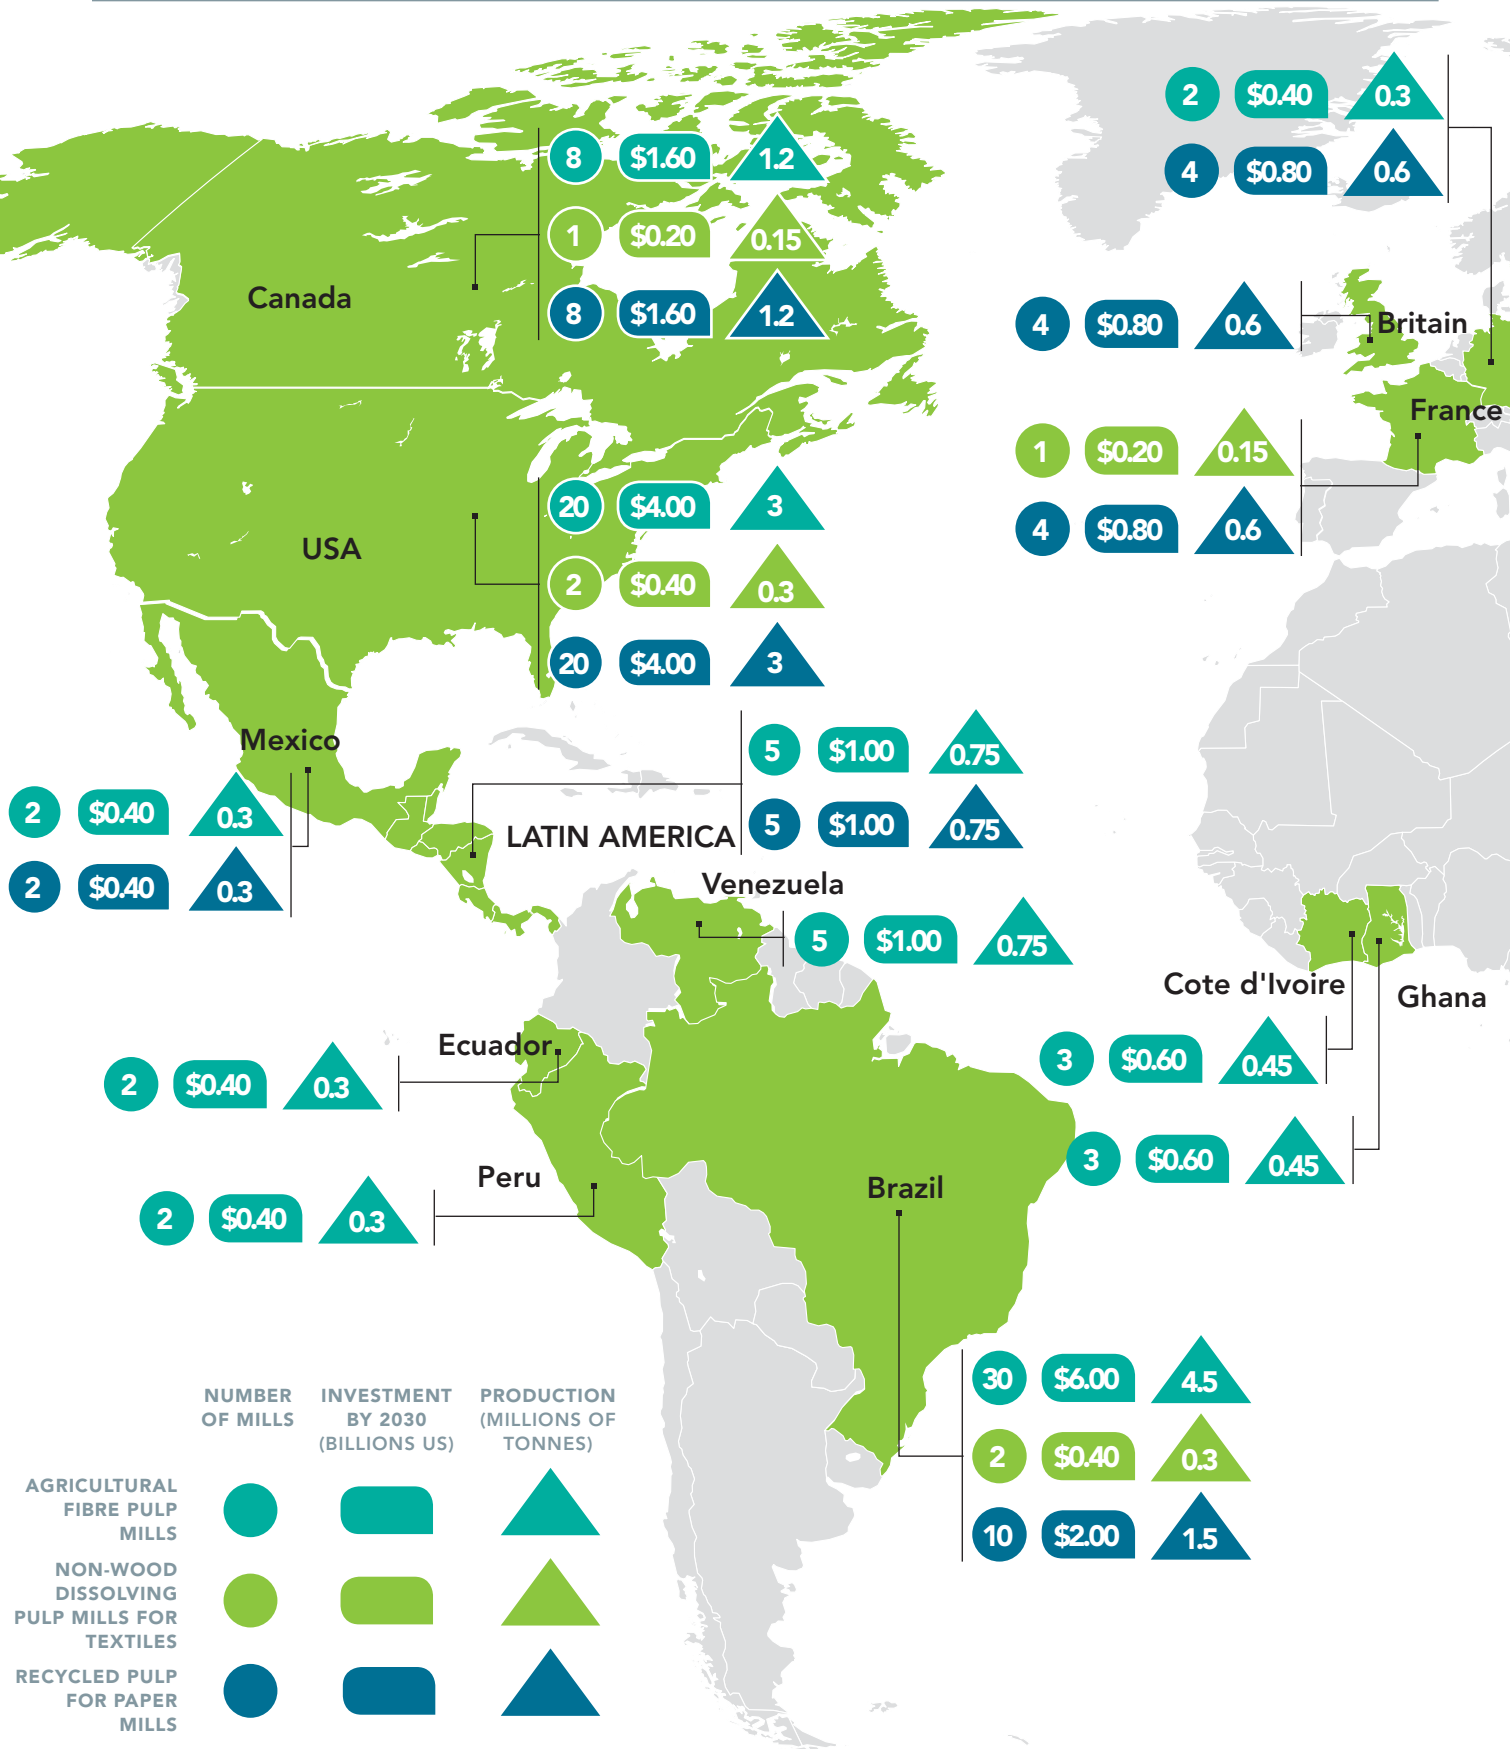 2 $0.40 0.3
4 $0.80 0.6
8 $1.60 1.2
1 $0.20 0.15
8 $1.60 1.2
Canada
4 $0.80 0.6
Britain
France
1 $0.20 0.15
4 $0.80 0.6
20 $4.00 3
USA
2 $0.40 0.3
20 $4.00 3
Mexico
2 $0.40 0.3
2 $0.40 0.3
5 $1.00 0.75
5 $1.00 0.75
LATIN AMERICA
Venezuela
5 $1.00 0.75
Cote d'Ivoire
Ghana
3 $0.60 0.45
3 $0.60 0.45
Ecuador
2 $0.40 0.3
Peru
2 $0.40 0.3
Brazil
30 $6.00 4.5
2 $0.40 0.3
10 $2.00 1.5
NUMBER
OF MILLS
INVESTMENT
BY 2030
(BILLIONS US)
PRODUCTION
(MILLIONS OF
TONNES)
AGRICULTURAL
FIBRE PULP
MILLS
NON-WOOD
DISSOLVING
PULP MILLS FOR
TEXTILES
RECYCLED PULP
FOR PAPER
MILLS